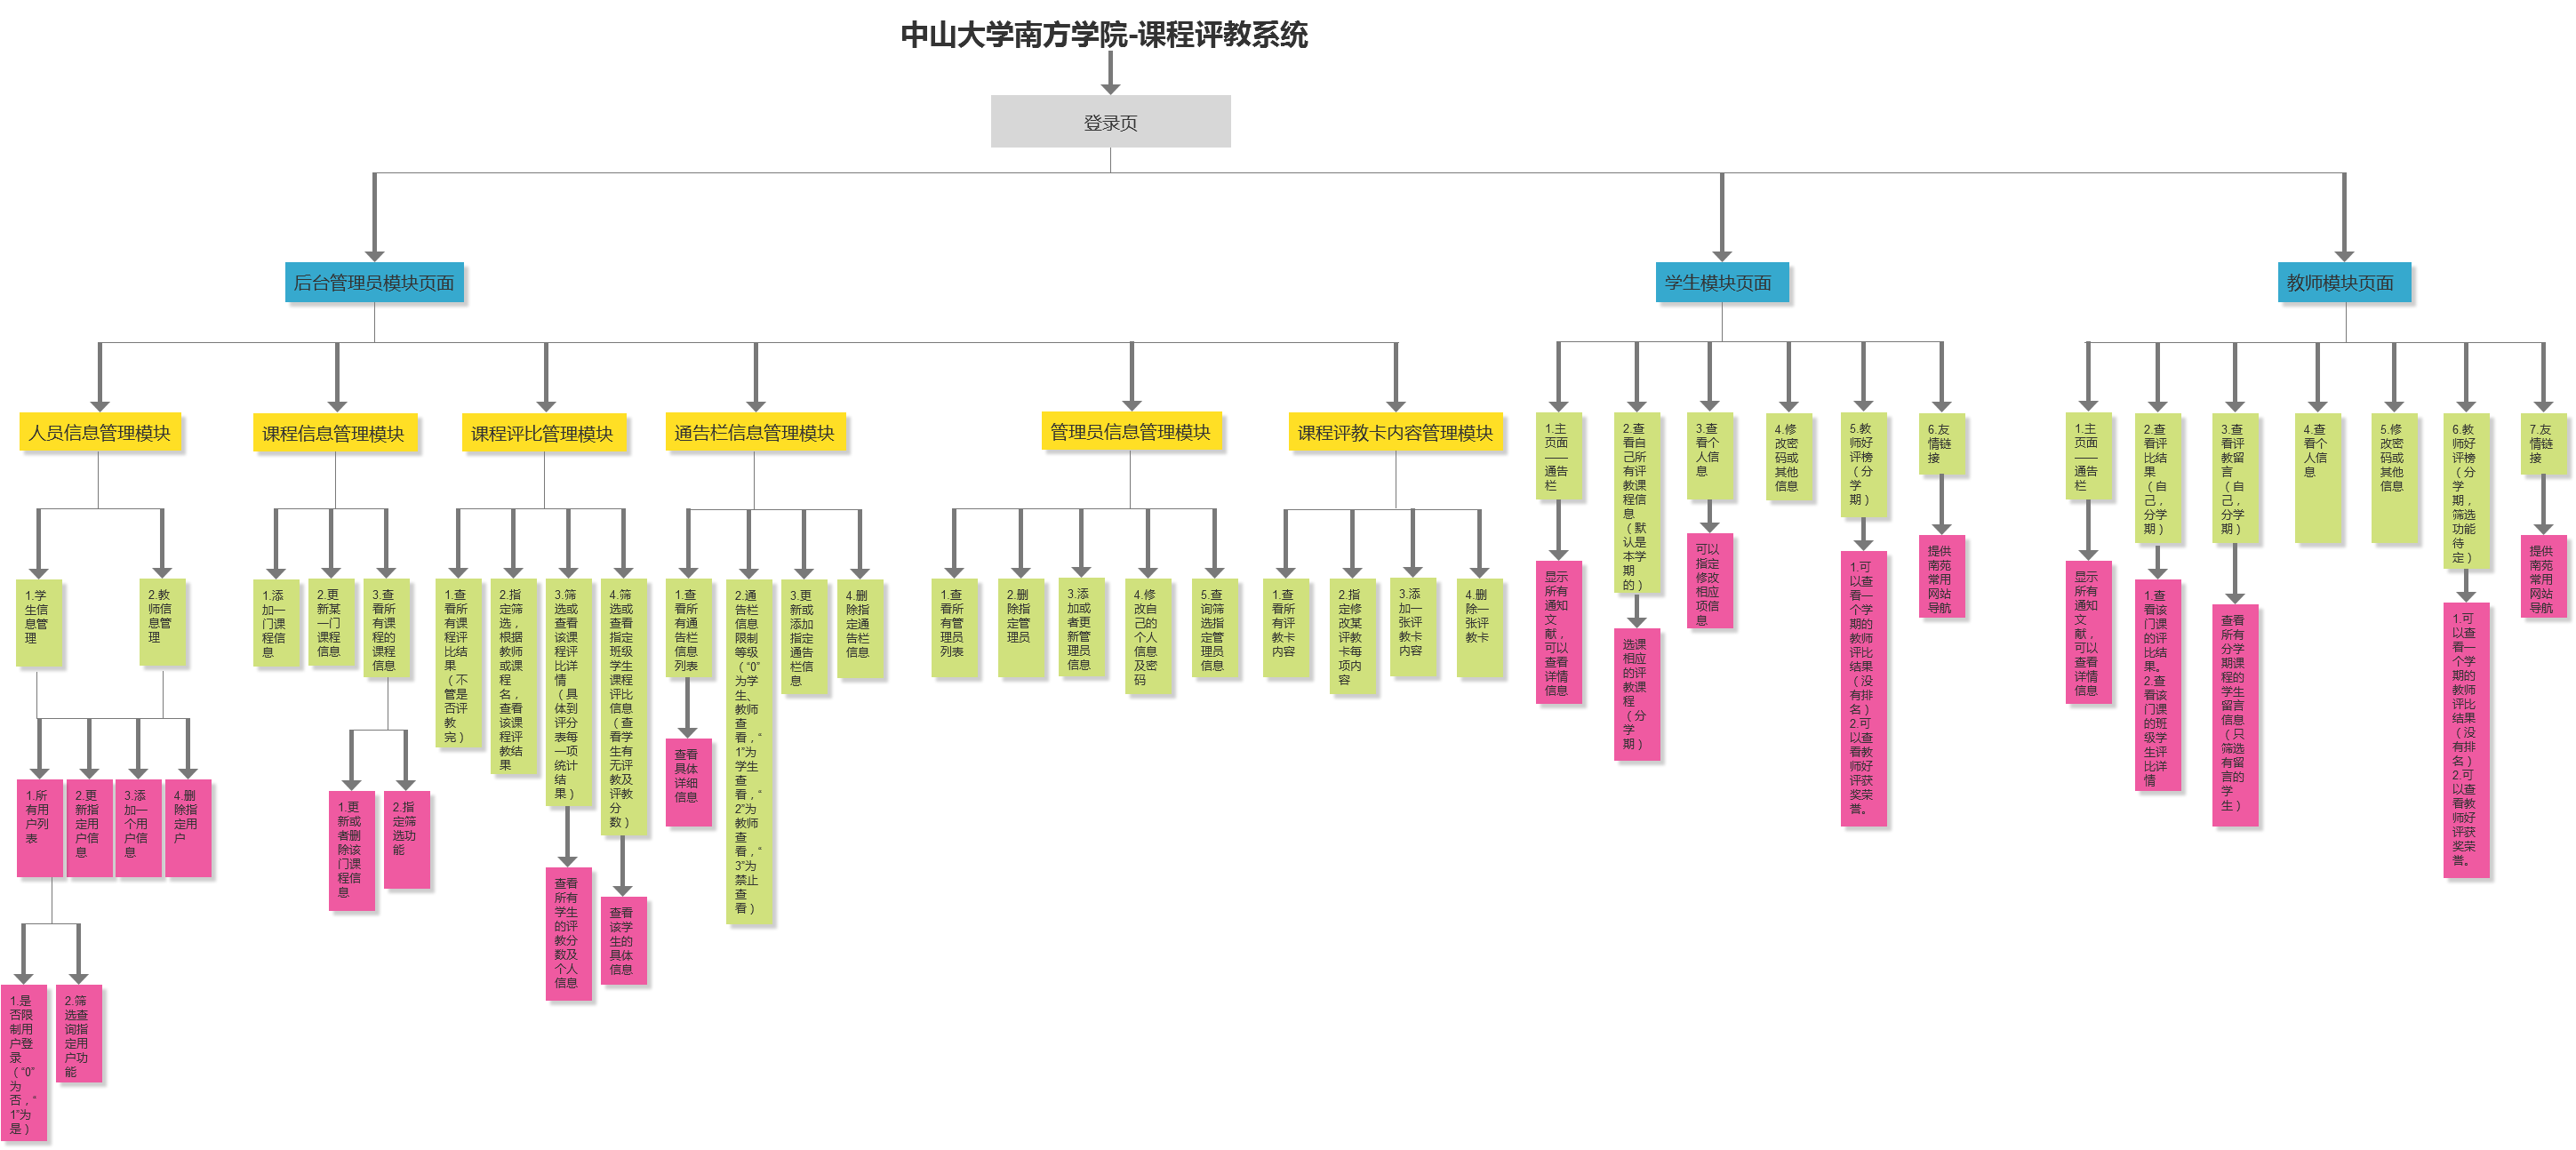 中山大学南方学院-课程评教系统
登录页
后台管理员模块页面
学生模块页面
教师模块页面
人员信息管理模块
课程信息管理模块
课程评比管理模块
通告栏信息管理模块
管理员信息管理模块
课程评教卡内容管理模块
1.主
页面
——
通告
栏
2.查
看自
己所
有评
教课
程信
息
（默
认是
本学
期
的）
3.查
看个
人信
息
4.修
改密
码或
其他
信息
5.教
师好
评榜
（分
学
期）
6.友
情链
接
1.主
页面
——
通告
栏
2.查
看评
比结
果
（自
己，
分学
期）
3.查
看评
教留
言
（自
己，
分学
期）
4.查
看个
人信
息
5.修
改密
码或
其他
信息
6.教
师好
评榜
（分
学
期，
筛选
功能
待
定）
7.友
情链
接
1.学
生信
息管
理
2.教
师信
息管
理
1.添
加一
门课
程信
息
2.更
新某
一门
课程
信息
3.查
看所
有课
程的
课程
信息
1.查
看所
有课
程评
比结
果
（不
管是
否评
教
完）
2.指
定筛
选，
根据
教师
或课
程
名，
查看
该课
程评
教结
果
3.筛
选或
查看
该课
程评
比详
情
（具
体到
评分
表每
一项
统计
结
果）
4.筛
选或
查看
指定
班级
学生
课程
评比
信息
（查
看学
生有
无评
教及
评教
分
数）
1.查
看所
有通
告栏
信息
列表
2.通
告栏
信息
限制
等级
（“0”
为学
生、
教师
查
看，“
1”为
学生
查
看，“
2”为
教师
查
看，“
3”为
禁止
查
看）
3.更
新或
添加
指定
通告
栏信
息
4.删
除指
定通
告栏
信息
1.查
看所
有管
理员
列表
2.删
除指
定管
理员
3.添
加或
者更
新管
理员
信息
4.修
改自
己的
个人
信息
及密
码
5.查
询筛
选指
定管
理员
信息
1.查
看所
有评
教卡
内容
2.指
定修
改某
评教
卡每
项内
容
3.添
加一
张评
教卡
内容
4.删
除一
张评
教卡
显示
所有
通知
文
献，
可以
查看
详情
信息
选课
相应
的评
教课
程
（分
学
期）
可以
指定
修改
相应
项信
息
1.可
以查
看一
个学
期的
教师
评比
结果
（没
有排
名）
2.可
以查
看教
师好
评获
奖荣
誉。
提供
南苑
常用
网站
导航
显示
所有
通知
文
献，
可以
查看
详情
信息
1.查
看该
门课
的评
比结
果。
2.查
看该
门课
的班
级学
生评
比详
情
查看
所有
分学
期课
程的
学生
留言
信息
（只
筛选
有留
言的
学
生）
1.可
以查
看一
个学
期的
教师
评比
结果
（没
有排
名）
2.可
以查
看教
师好
评获
奖荣
誉。
提供
南苑
常用
网站
导航
1.所
有用
户列
表
2.更
新指
定用
户信
息
3.添
加一
个用
户信
息
4.删
除指
定用
户
1.更
新或
者删
除该
门课
程信
息
2.指
定筛
选功
能
查看
所有
学生
的评
教分
数及
个人
信息
查看
该学
生的
具体
信息
查看
具体
详细
信息
1.是
否限
制用
户登
录
（“0”
为
否，“
1”为
是）
2.筛
选查
询指
定用
户功
能